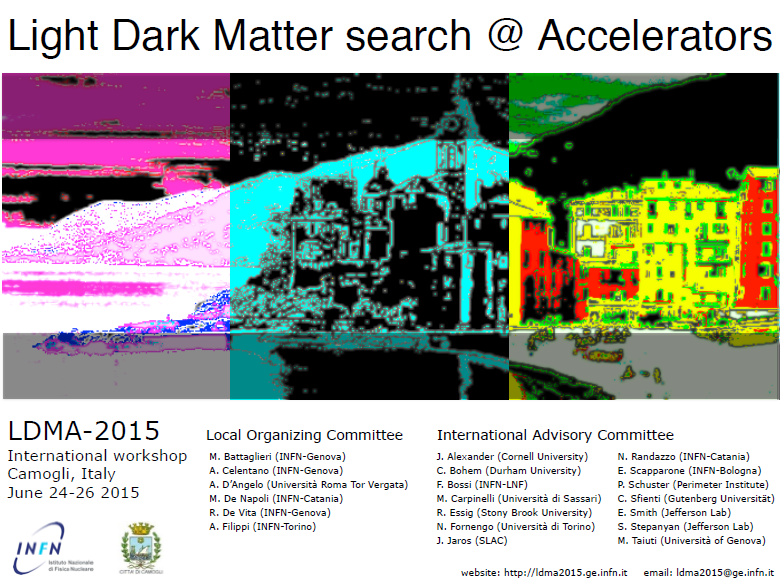 Light Dark Matter search @ Accelerators
LDMA-2015
International workshop
Camogli, Italy
June 24-26 2015
Local Organizing Committee
M. Battaglieri (INFN-Genova)
A. Celentano (INFN-Genova)
A. D'Angelo (Università Roma Tor Vergata)
M. De Napoli (INFN-Catania)
R. De Vita (INFN-Genova)
A. Filippi (INFN-Torino)
International Advisory Committee
J. Alexander (Cornell University)
C. Bohem (Durham University)
F. Bossi (INFN-LNF)
M. Carpinelli (Università di Sassari)
R. Essig (Stony Brook University)
N. Fornengo (Università di Torino)
J. Jaros (SLAC)
N. Randazzo (INFN-Catania)
E. Scapparone (INFN-Bologna)
P. Schuster (Perimeter Institute)
C. Sfienti (Gutenberg Universität)
E. Smith (Jefferson Lab)
S. Stepanyan (Jefferson Lab)
M. Taiuti (Università of Genova)
INFN
Istituto Nazionale
di Fisica Nucleare
CITTÀ DI CAMOGLI
website: http://ldma2015.ge.infn.it email: ldma2015@ge.infn.it